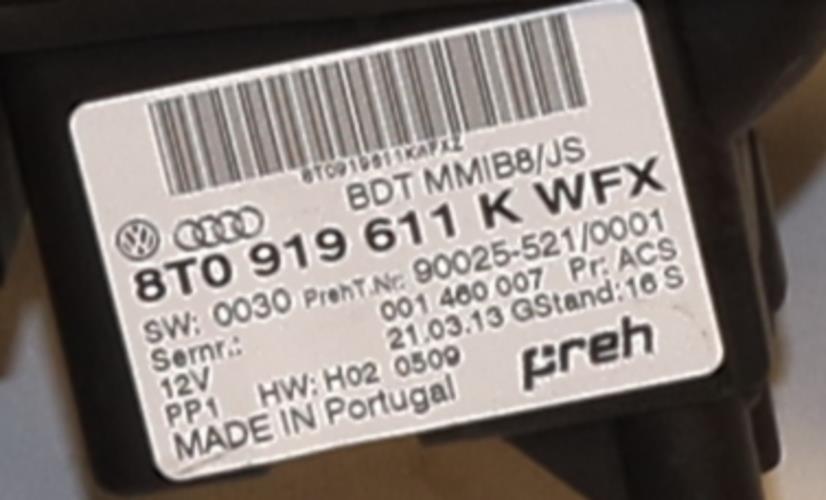 BDT MMIB8/JS
8T0 919 611 K WFX
SW: 0030 PrehT.Nr: 90025-521/0001
Sernr.: 001 460 007 Pr: ACS
12V 21.03.13 GStand:16 S
PP1 HW: H02 0509 preh
MADE IN Portugal